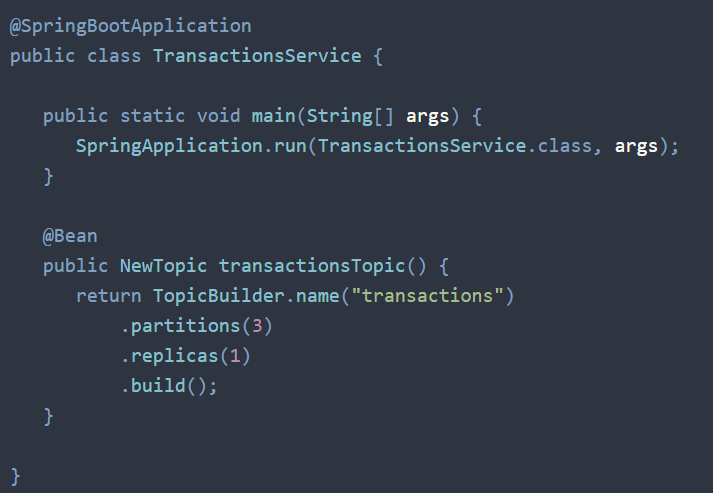 @SpringBootApplication
public class TransactionsService {
   public static void main(String[] args) {
      SpringApplication.run(TransactionsService.class, args);
   }
   @Bean
   public NewTopic transactionsTopic() {
      return TopicBuilder.name("transactions")
          .partitions(3)
          .replicas(1)
          .build();
   }
}